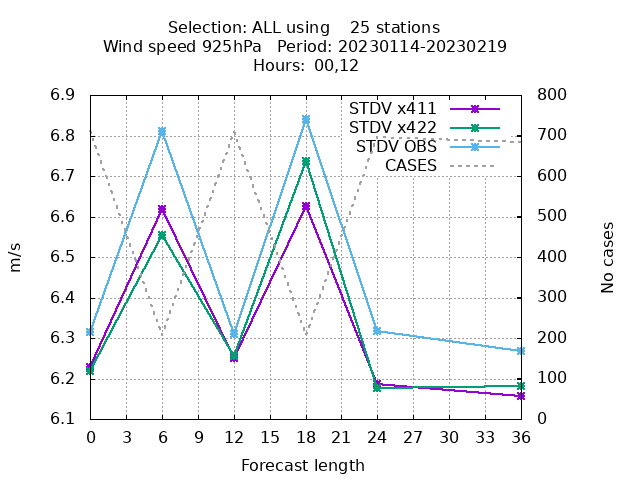 Selection: ALL using    25 stations
Wind speed 925hPa   Period: 20230114-20230219
Hours:  00,12
6.9
6.8
6.7
6.6
6.5
6.4
6.3
6.2
6.1
m/s
STDV x411
STDV x422
STDV OBS
CASES
800
700
600
500
400
300
200
100
0
No cases
0 3 6 9 12 15 18 21 24 27 30 33 36
Forecast length